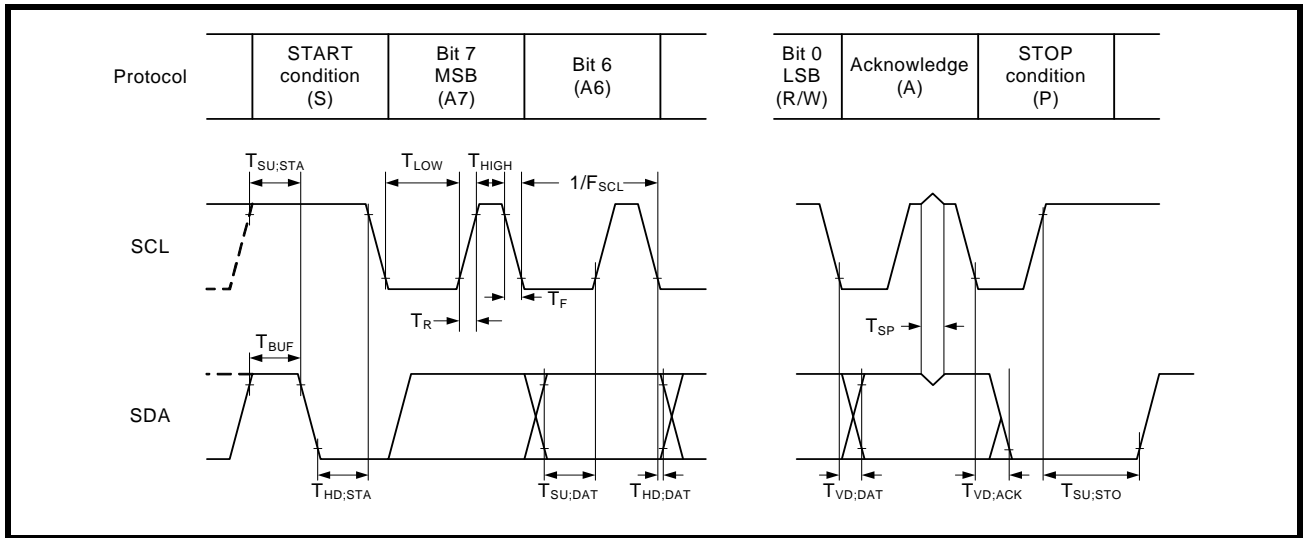 Protocol
START
condition
(S)
Bit 7
MSB
(A7)
Bit 6
(A6)
Bit 0
LSB
(R/W)
Acknowledge
(A)
STOP
condition
(P)
TSU;STA
TLOW
THIGH
1/FSCL
SCL
TF
TR
TSP
TBUF
SDA
THD;STA
TSU;DAT
THD;DAT
TVD;DAT
TVD;ACK
TSU;STO